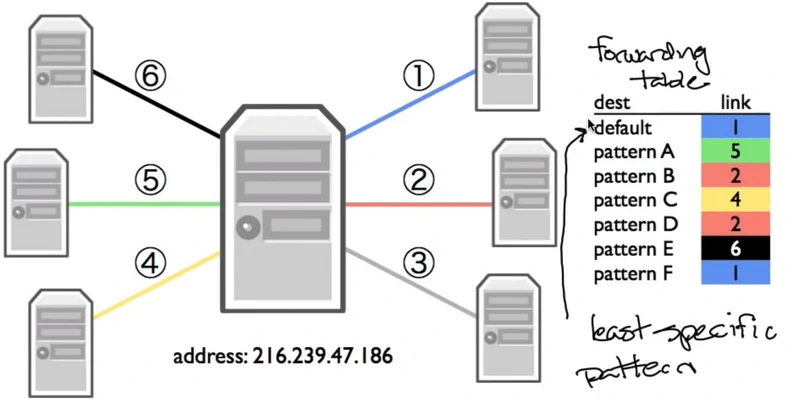 ⑥
①
⑤
②
④
③
address: 216.239.47.186
forwarding
table
dest link
default 1
pattern A 5
pattern B 2
pattern C 4
pattern D 2
pattern E 6
pattern F 1
least-specific
pattern